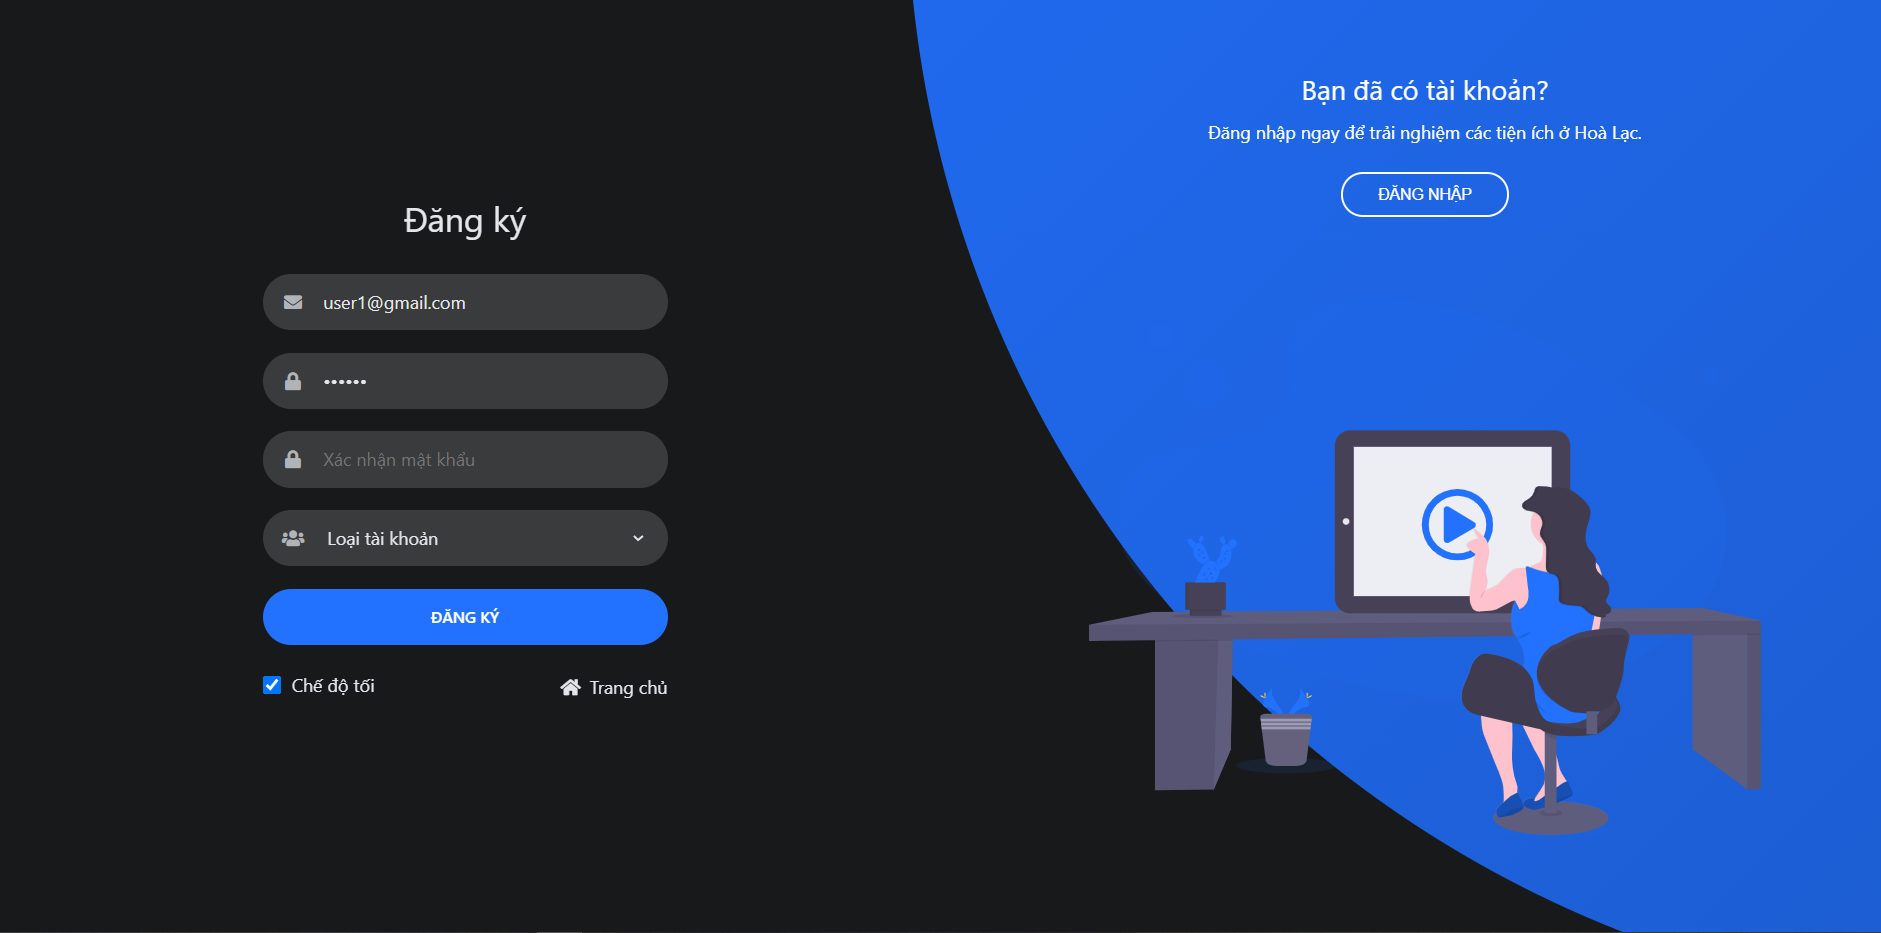 Đăng ký
user1@gmail.com
••••••
Xác nhận mật khẩu
Loại tài khoản
ĐĂNG KÝ
Chế độ tối
Trang chủ
Bạn đã có tài khoản?
Đăng nhập ngay để trải nghiệm các tiện ích ở Hoà Lạc.
ĐĂNG NHẬP